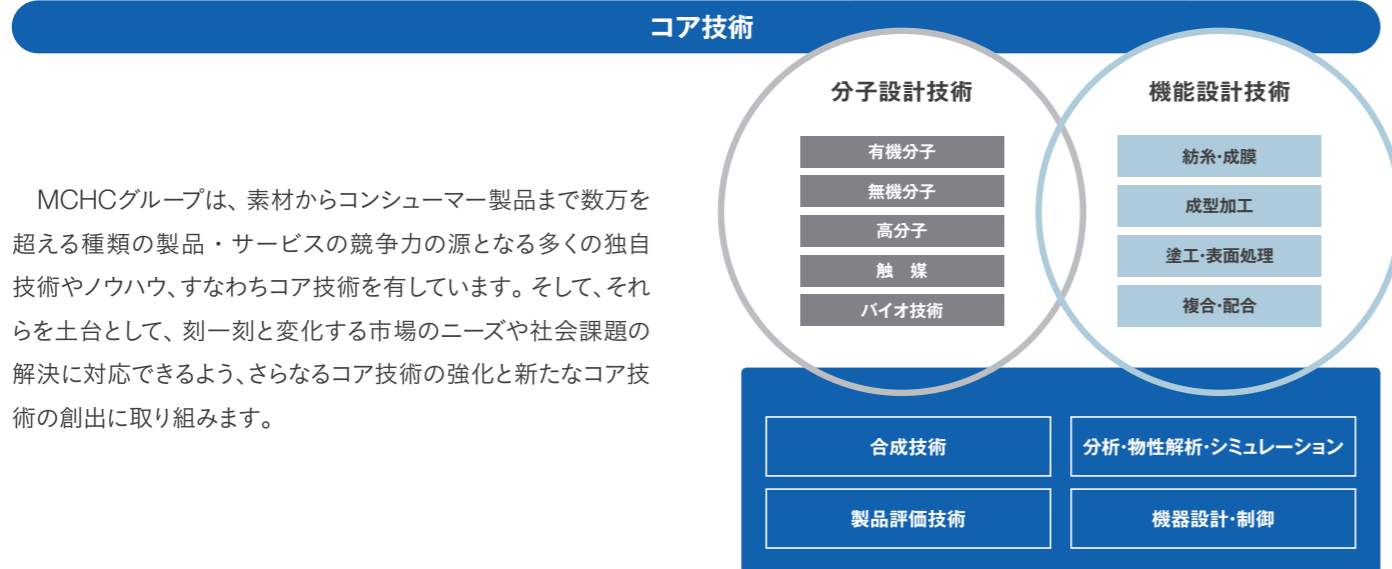 コア技術
MCHCグループは、素材からコンシューマー製品まで数万を
超える種類の製品・サービスの競争力の源となる多くの独自
技術やノウハウ、すなわちコア技術を有しています。そして、それ
らを土台として、刻一刻と変化する市場のニーズや社会課題の
解決に対応できるよう、さらなるコア技術の強化と新たなコア技
術の創出に取り組みます。
分子設計技術
有機分子
無機分子
高分子
触　媒
バイオ技術
機能設計技術
紡糸・成膜
成型加工
塗工・表面処理
複合・配合
合成技術
分析・物性解析・シミュレーション
製品評価技術
機器設計・制御